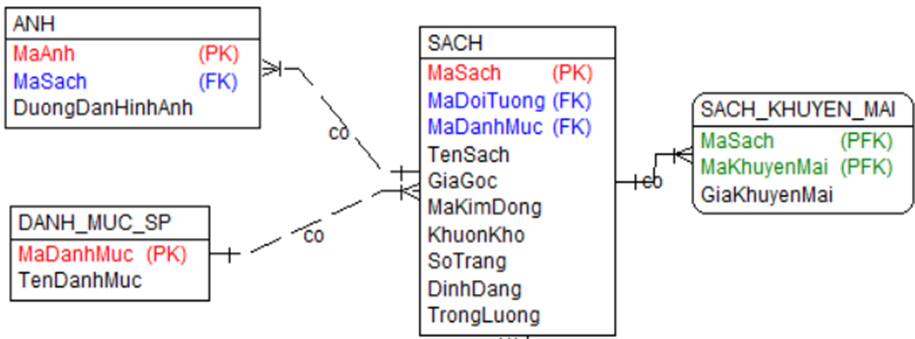 ANH
MaAnh (PK)
MaSach (FK)
DuongDanHinhAnh
co
DANH_MUC_SP
MaDanhMuc (PK)
TenDanhMuc
co
SACH
MaSach (PK)
MaDoiTuong (FK)
MaDanhMuc (FK)
TenSach
GiaGoc
MaKimDong
KhuonKho
SoTrang
DinhDang
TrongLuong
co
SACH_KHUYEN_MAI
MaSach (PFK)
MaKhuyenMai (PFK)
GiaKhuyenMai